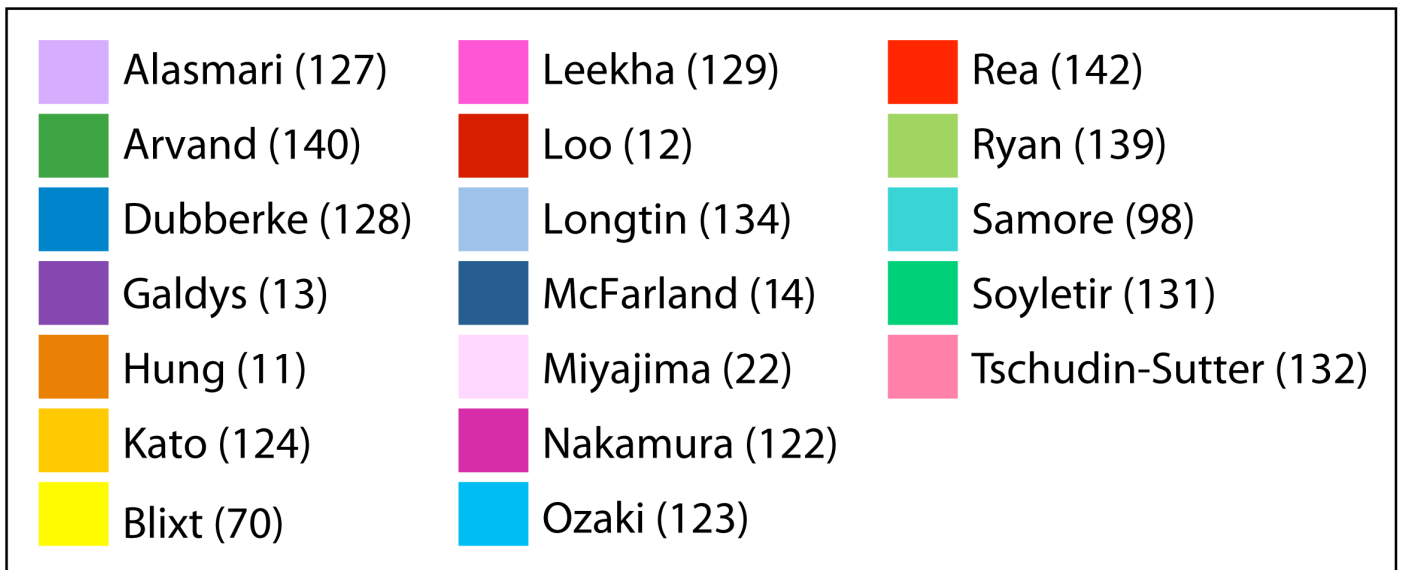 Alasmari (127)
Arvand (140)
Dubberke (128)
Galdys (13)
Hung (11)
Kato (124)
Blixt (70)
Leekha (129)
Loo (12)
Longtin (134)
McFarland (14)
Miyajima (22)
Nakamura (122)
Ozaki (123)
Rea (142)
Ryan (139)
Samore (98)
Soyletir (131)
Tschudin-Sutter (132)